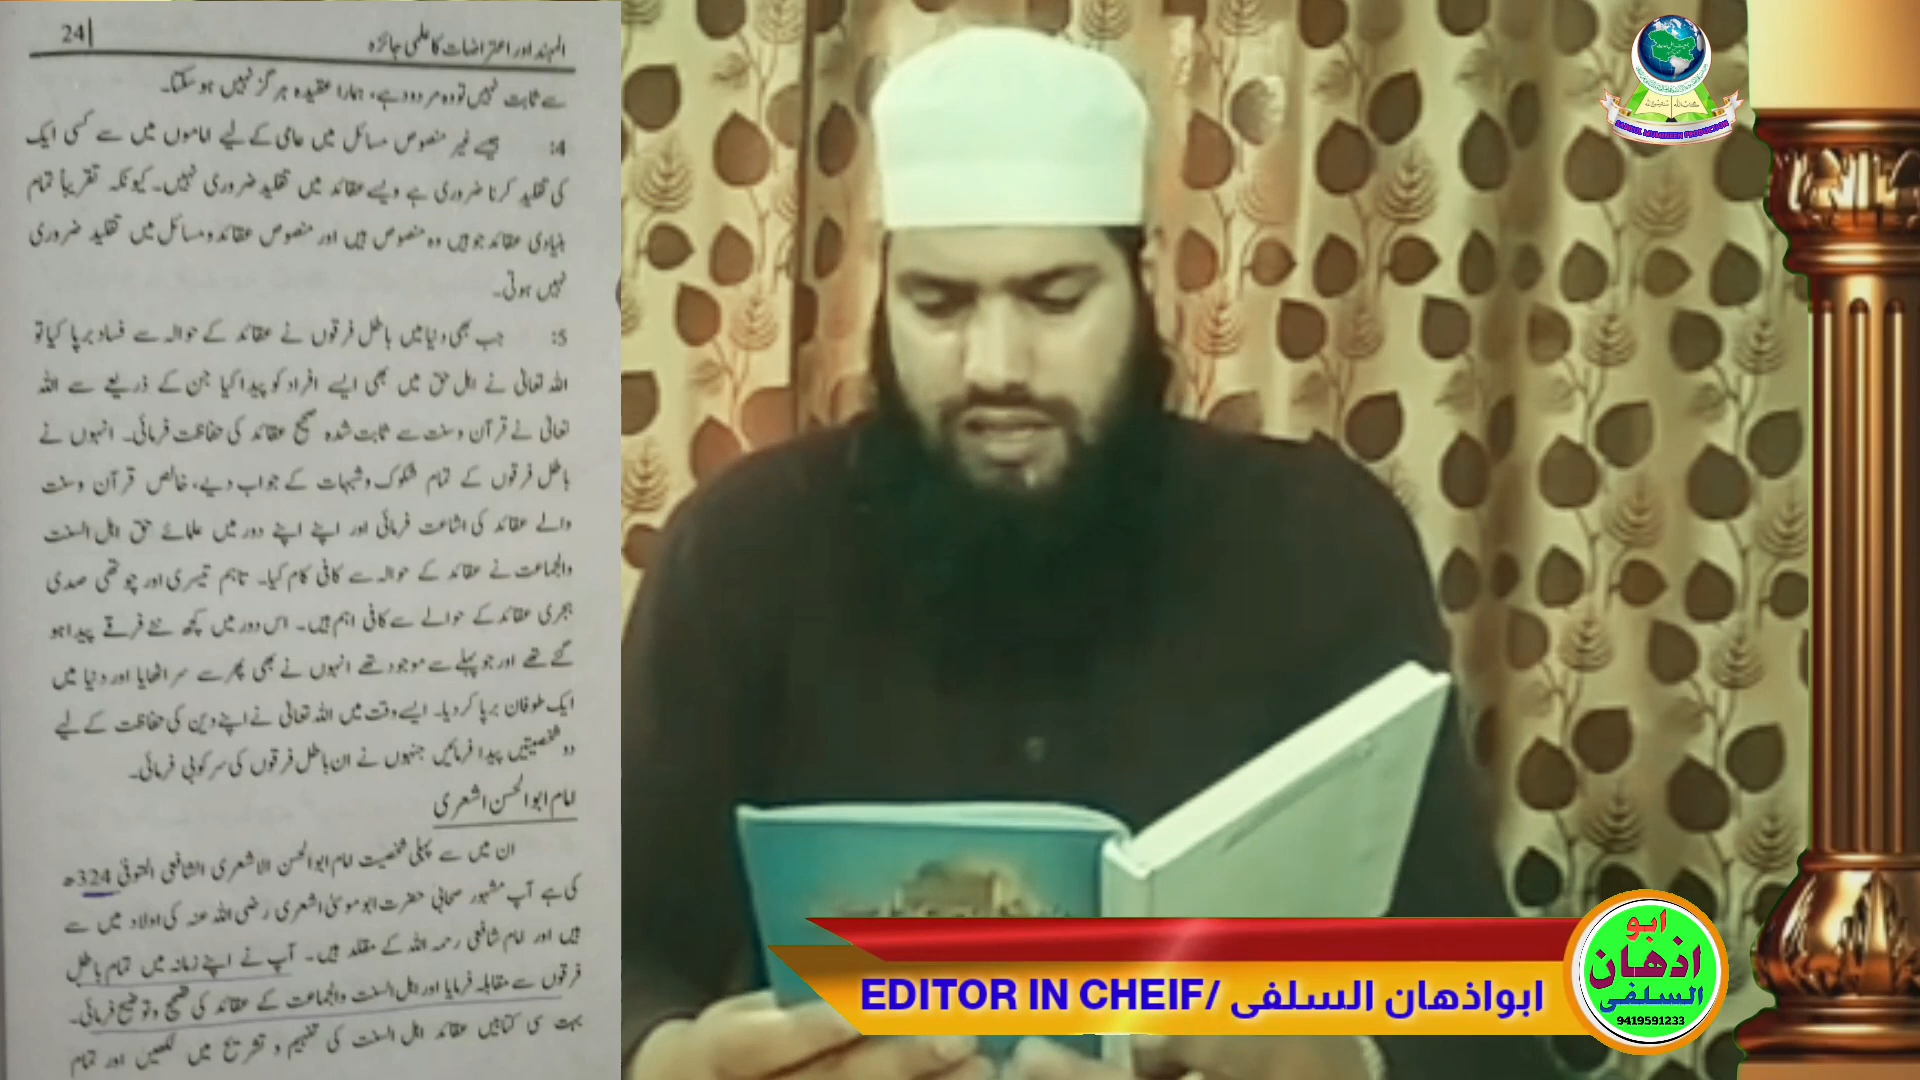 24
المہند اور اعتراضات کا علمی جائزہ
سے ثابت نہیں تو وہ مردود ہے، ہمارا عقیدہ ہر گز نہیں ہو سکتا۔
4: جیسے غیر منصوص مسائل میں عامی کے لیے اماموں میں سے کسی ایک
کی تقلید کرنا ضروری ہے ویسے عقائد میں تقلید ضروری نہیں۔ کیونکہ تقریباً تمام
بنیادی عقائد جو ہیں وہ منصوص ہیں اور منصوص عقائد و مسائل میں تقلید ضروری
نہیں ہوتی۔
5: جب بھی دنیا میں باطل فرقوں نے عقائد کے حوالہ سے فساد برپا کیا تو
اللہ تعالی نے اہل حق میں بھی ایسے افراد کو پیدا کیا جن کے ذریعے سے اللہ
تعالی نے قرآن وسنت سے ثابت شدہ صحیح عقائد کی حفاظت فرمائی۔ انہوں نے
باطل فرقوں کے تمام شکوک وشبہات کے جواب دیے، خالص قرآن وسنت
والے عقائد کی اشاعت فرمائی اور اپنے اپنے دور میں علمائے حق اہل السنت
والجماعت نے عقائد کے حوالہ سے کافی کام کیا۔ تاہم تیسری اور چوتھی صدی
ہجری عقائد کے حوالے سے کافی اہم ہیں۔ اس دور میں کچھ نئے فرقے پیدا ہو
گئے تھے اور جو پہلے سے موجود تھے انہوں نے بھی پھر سے سر اٹھایا اور دنیا میں
ایک طوفان برپا کر دیا۔ ایسے وقت میں اللہ تعالی نے اپنے دین کی حفاظت کے لیے
دو شخصیتیں پیدا فرمائیں جنہوں نے ان باطل فرقوں کی سرکوبی فرمائی۔
امام ابو الحسن اشعری
ان میں سے پہلی شخصیت امام ابو الحسن الاشعری الشافعی المتوفیٰ 324ھ
کی ہے آپ مشہور صحابی حضرت ابو موسیٰ اشعری رضی اللہ عنہ کی اولاد میں سے
ہیں اور امام شافعی رحمہ اللہ کے مقلد ہیں۔ آپ نے اپنے زمانہ میں تمام باطل
فرقوں سے مقابلہ فرمایا اور اہل السنت والجماعت کے عقائد کی تصحیح و توضیح فرمائی۔
بہت سی کتابیں عقائد اہل السنت کی تفہیم و تشریح میں لکھیں اور تمام
EDITOR IN CHEIF/ ابواذھان السلفی
ابو
اذھان
السلفی
9419591233